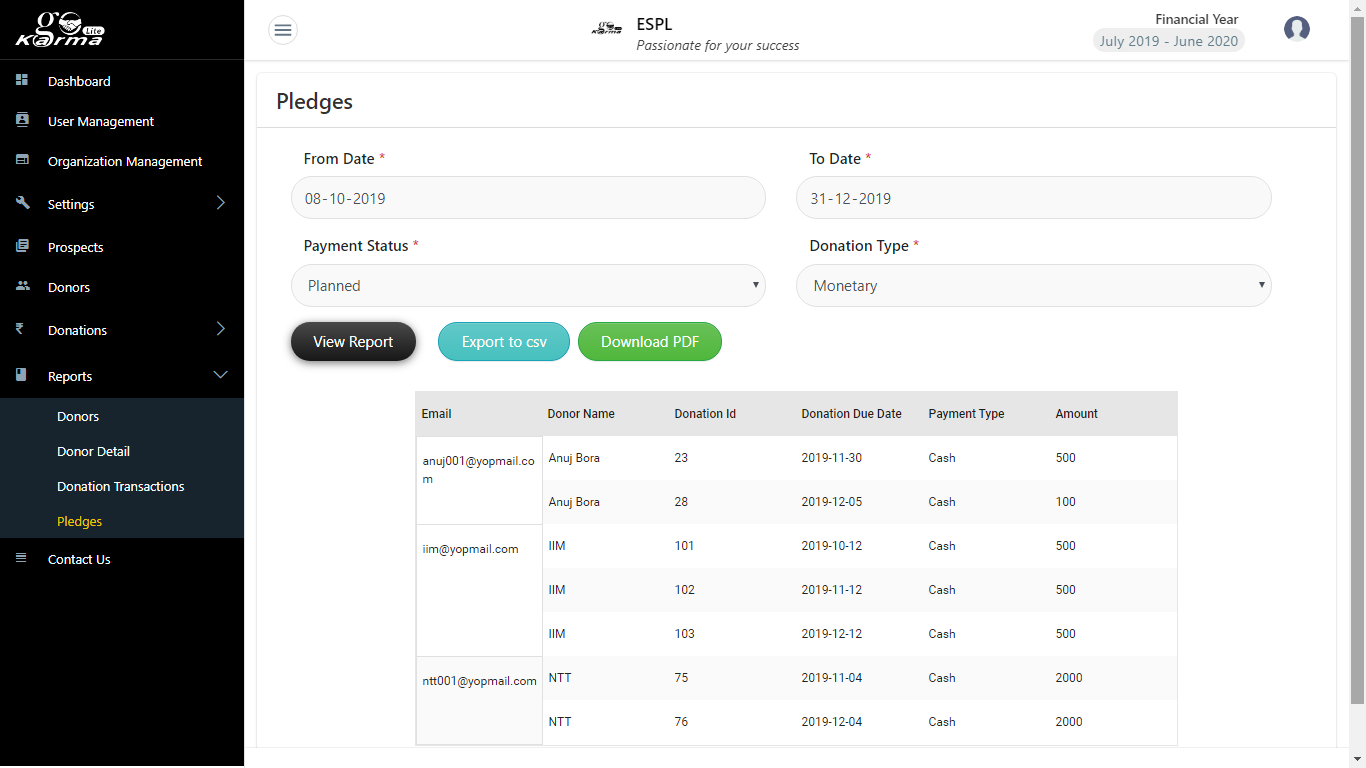 go
Karma Lite
Dashboard
User Management
Organization Management
Settings
Prospects
Donors
Donations
Reports
Donors
Donor Detail
Donation Transactions
Pledges
Contact Us
go
Karma
ESPL
Passionate for your success
Financial Year
July 2019 - June 2020
Pledges
From Date *
To Date *
08-10-2019
31-12-2019
Payment Status *
Donation Type *
Planned
Monetary
View Report
Export to csv
Download PDF
Email Donor Name Donation Id Donation Due Date Payment Type Amount
anuj001@yopmail.co Anuj Bora 23 2019-11-30 Cash 500
m
Anuj Bora 28 2019-12-05 Cash 100
iim@yopmail.com IIM 101 2019-10-12 Cash 500
IIM 102 2019-11-12 Cash 500
IIM 103 2019-12-12 Cash 500
ntt001@yopmail.com NTT 75 2019-11-04 Cash 2000
NTT 76 2019-12-04 Cash 2000